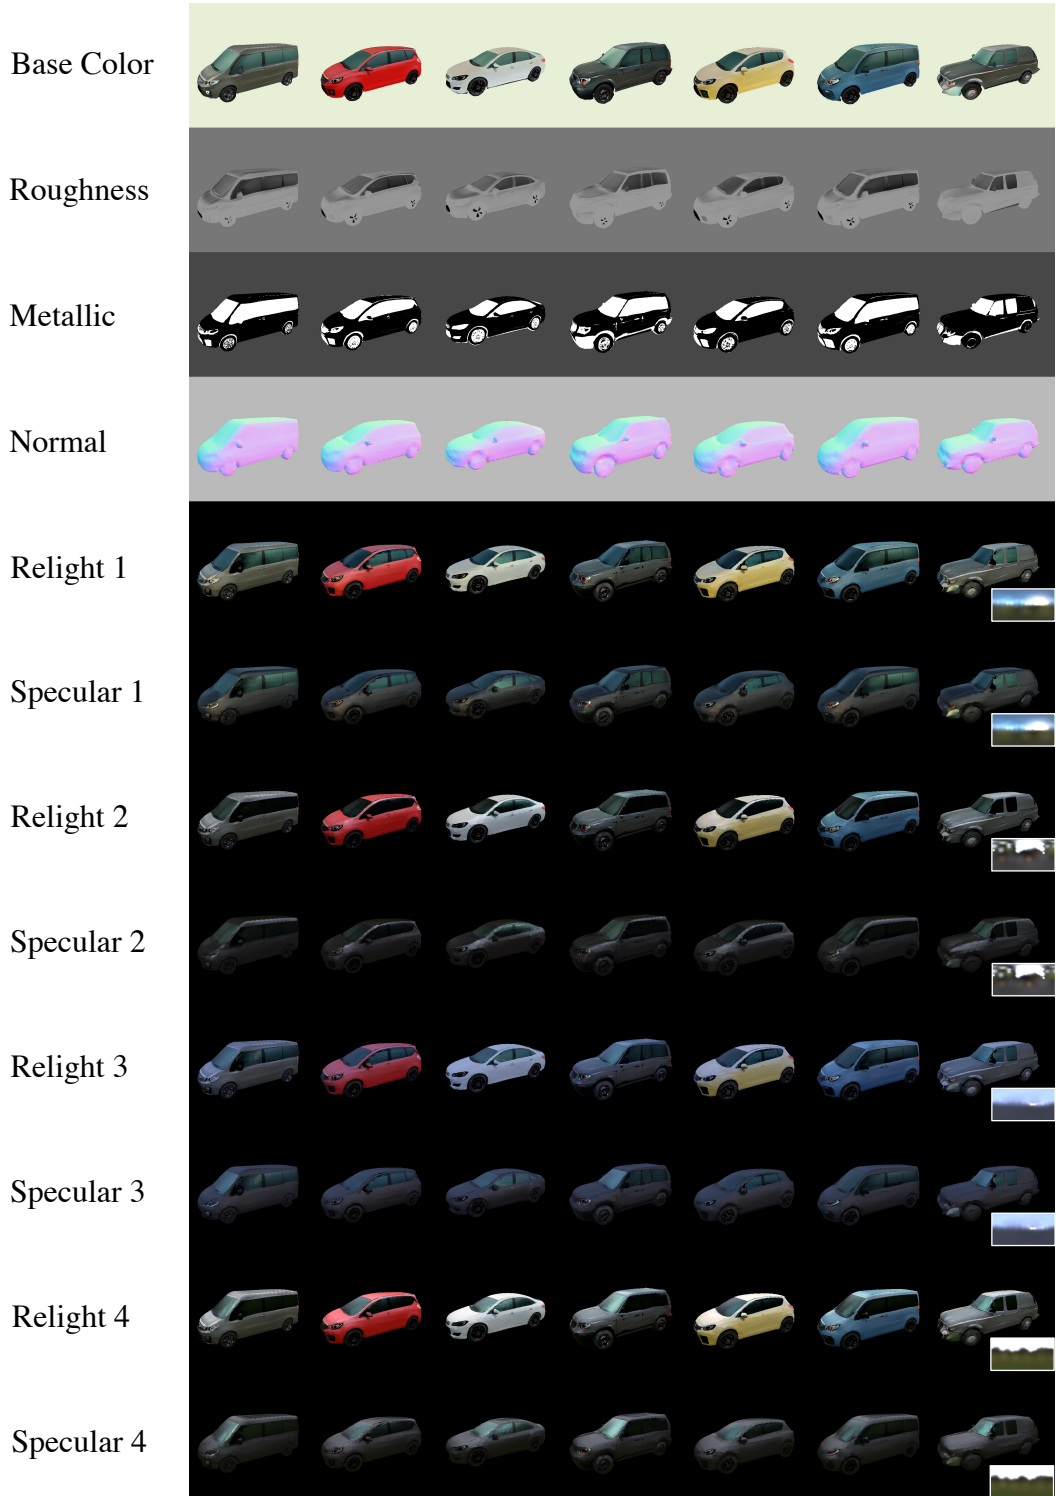 Base Color
Roughness
Metallic
Normal
Relight 1
Specular 1
Relight 2
Specular 2
Relight 3
Specular 3
Relight 4
Specular 4